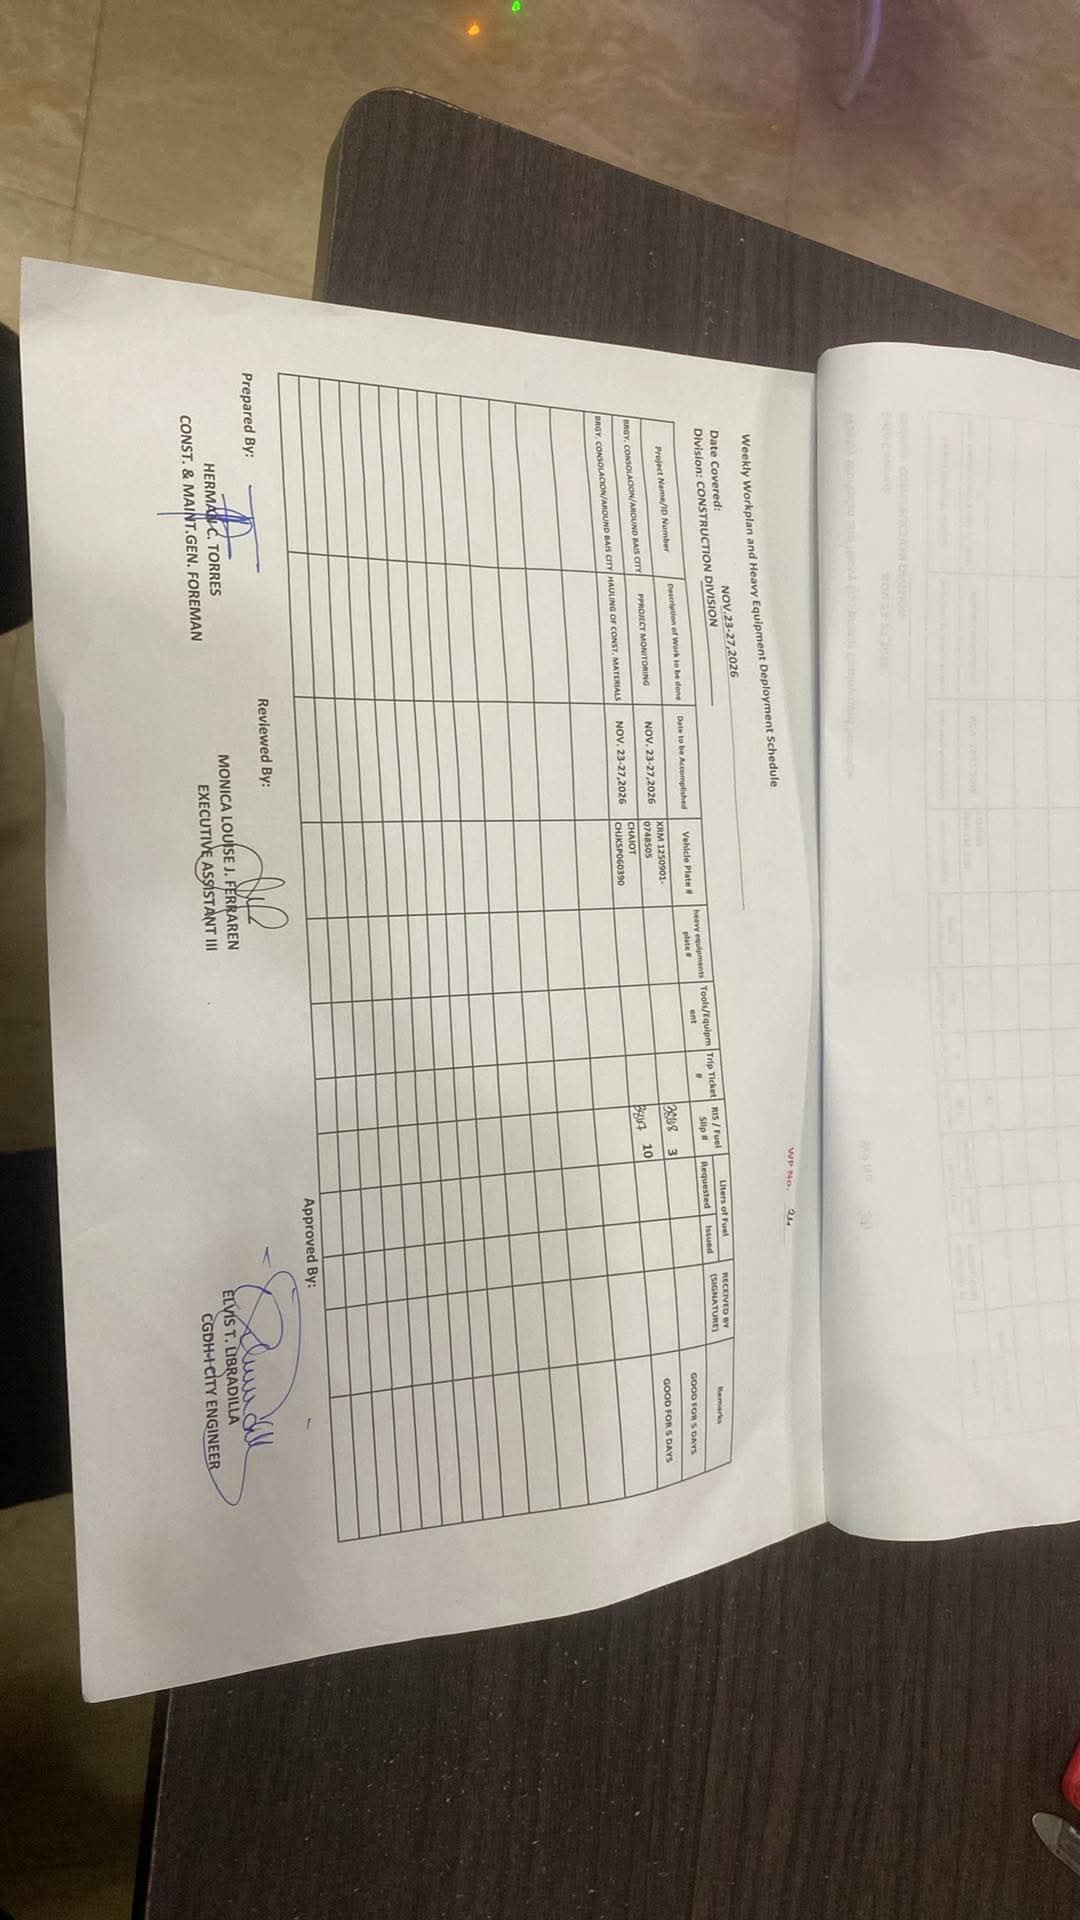 WP No. 24
Weekly Workplan and Heavy Equipment Deployment Schedule
Date Covered: NOV.23-27,2026
Division: CONSTRUCTION DIVISION
Project Name/ID Number Description of Work to be done Date to be Accomplished Vehicle Plate # heavy equipments plate # Tools/Equipment Trip Ticket # RIS / Fuel Slip # Liters of Fuel Requested Issued RECEIVED BY (SIGNATURE) Remarks
BRGY. CONSOLACION/AROUND BAIS CITY PPROJECT MONITORING NOV. 23-27,2026 XRM 1250901-0748505 3 GOOD FOR 5 DAYS
BRGY. CONSOLACION/AROUND BAIS CITY HAULING OF CONST. MATERIALS NOV. 23-27,2026 CHAIOT CHJKSP060390 10 GOOD FOR 5 DAYS
Prepared By: Reviewed By: Approved By:
HERMAN C. TORRES MONICA LOUISE J. FERRAREN ELVIS T. LIBRADILLA
CONST. & MAINT.GEN. FOREMAN EXECUTIVE ASSISTANT III CGDH-I CITY ENGINEER